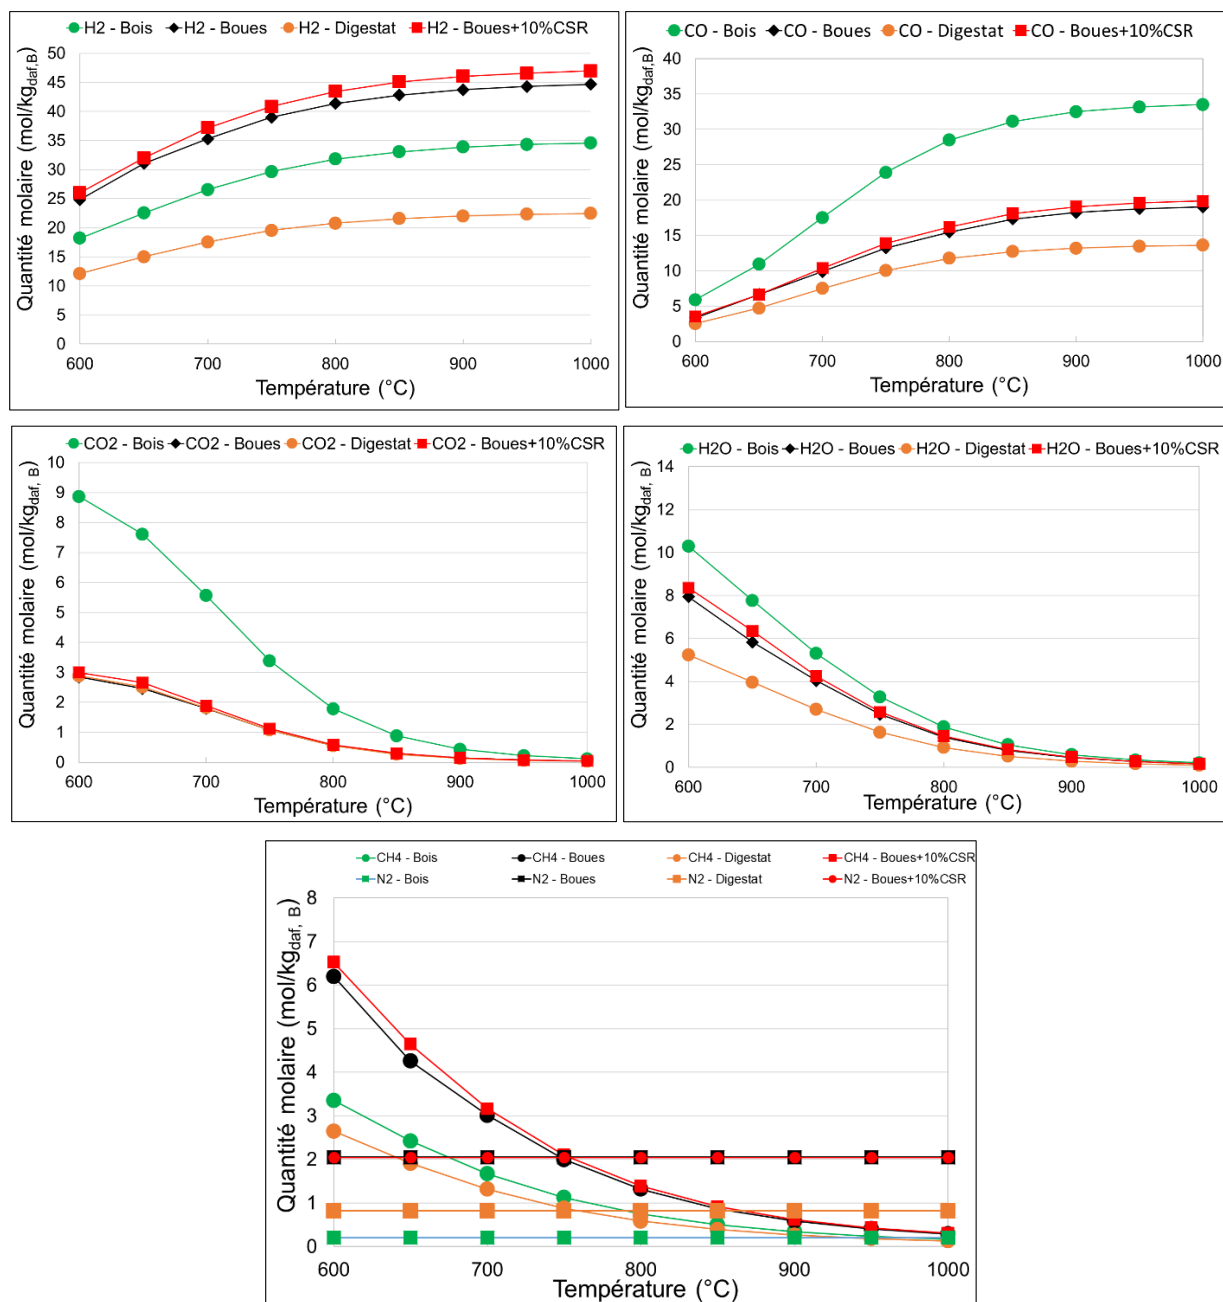 H2 - Bois H2 - Boues H2 - Digestat H2 - Boues+10%CSR
Quantité molaire (mol/kgdaf,B)
50
45
40
35
30
25
20
15
10
5
0
600 700 800 900 1000
Température (°C)
CO - Bois CO - Boues CO - Digestat CO - Boues+10%CSR
Quantité molaire (mol/kgdaf,B)
40
35
30
25
20
15
10
5
0
600 700 800 900 1000
Température (°C)
CO2 - Bois CO2 - Boues CO2 - Digestat CO2 - Boues+10%CSR
Quantité molaire (mol/kgdaf, B)
10
9
8
7
6
5
4
3
2
1
0
600 700 800 900 1000
Température (°C)
H2O - Bois H2O - Boues H2O - Digestat H2O - Boues+10%CSR
Quantité molaire (mol/kgdaf, B)
14
12
10
8
6
4
2
0
600 700 800 900 1000
Température (°C)
CH4 - Bois CH4 - Boues CH4 - Digestat CH4 - Boues+10%CSR
N2 - Bois N2 - Boues N2 - Digestat N2 - Boues+10%CSR
Quantité molaire (mol/kgdaf, B)
8
7
6
5
4
3
2
1
0
600 700 800 900 1000
Température (°C)